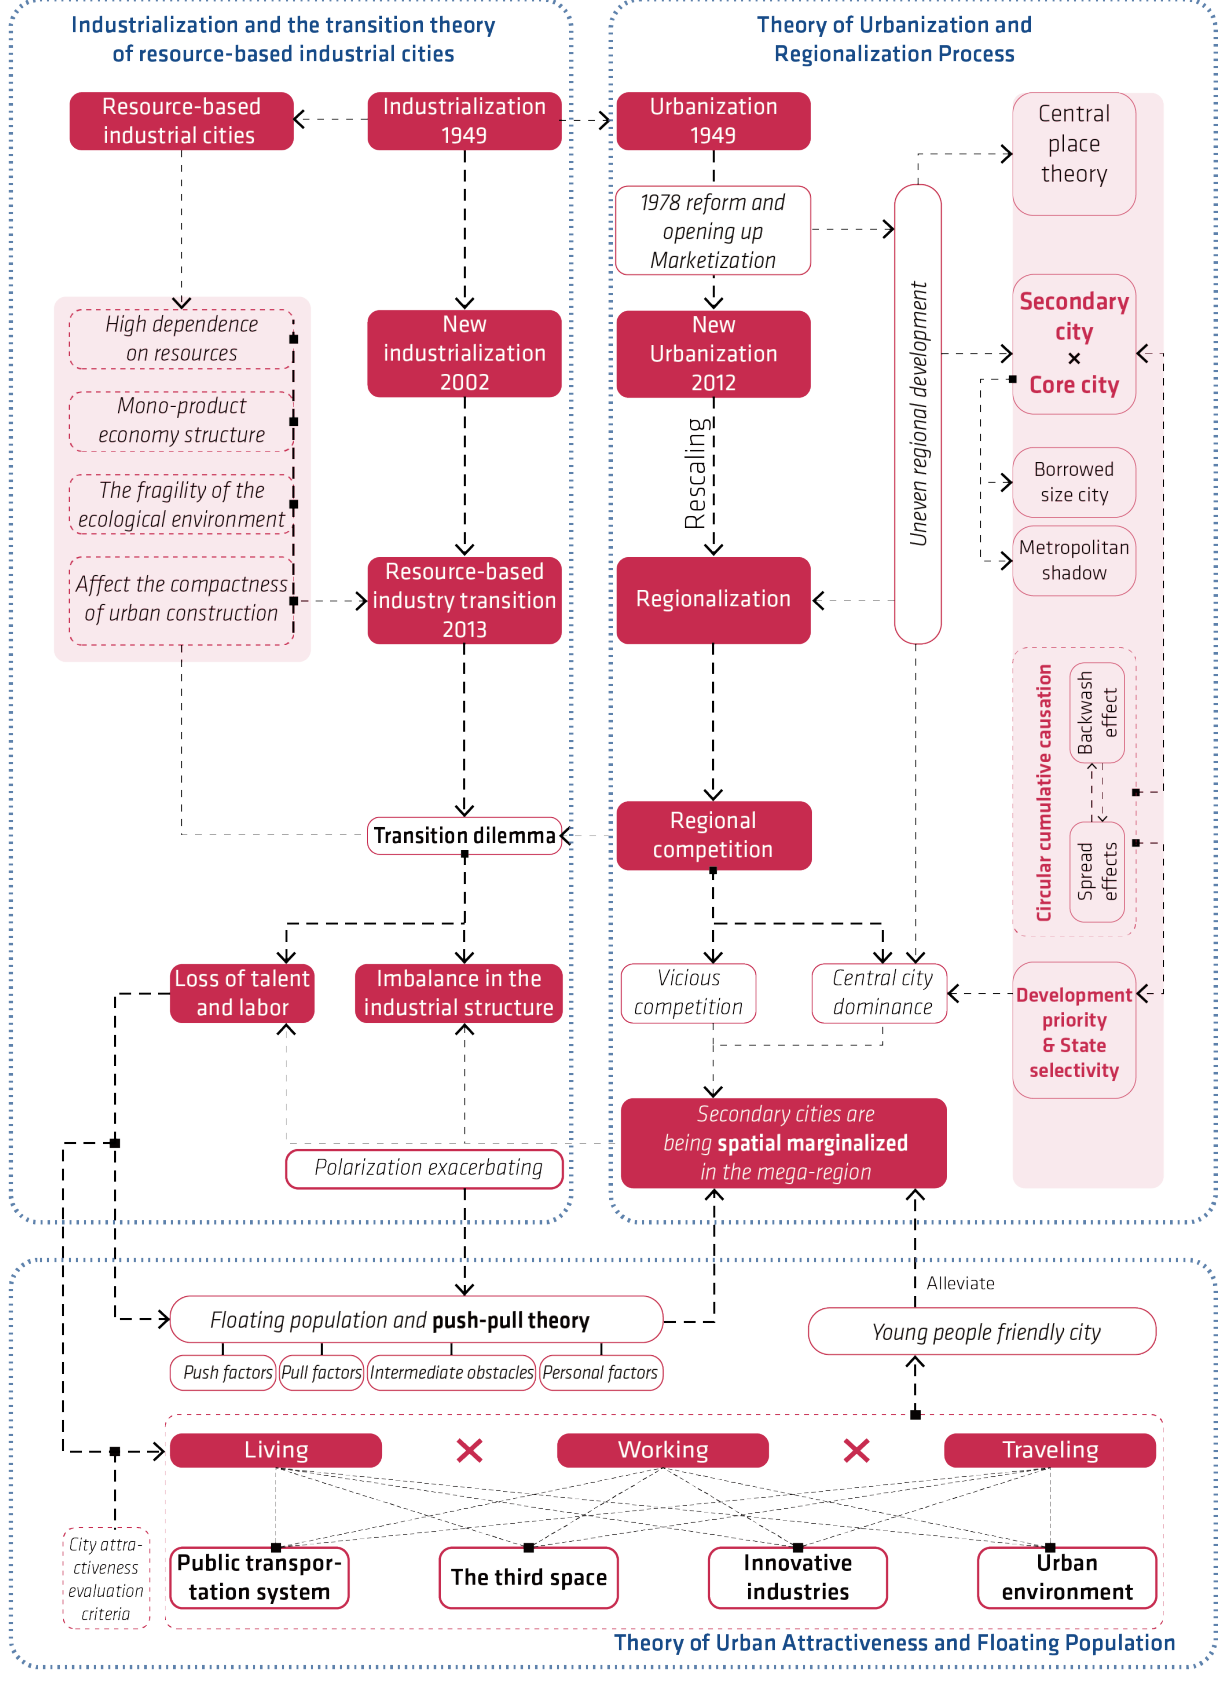 Industrialization and the transition theory
of resource-based industrial cities
Resource-based
industrial cities
Industrialization
1949
High dependence
on resources
Mono-product
economy structure
The fragility of the
ecological environment
Affect the compactness
of urban construction
New
industrialization
2002
Resource-based
industry transition
2013
Transition dilemma
Loss of talent
and labor
Imbalance in the
industrial structure
Polarization exacerbating
Theory of Urbanization and
Regionalization Process
Urbanization
1949
1978 reform and
opening up
Marketization
New
Urbanization
2012
Rescaling
Regionalization
Regional
competition
Vicious
competition
Central city
dominance
Secondary cities are
being spatial marginalized
in the mega-region
Uneven regional development
Central
place
theory
Secondary
city
×
Core city
Borrowed
size city
Metropolitan
shadow
Circular cumulative causation
Backwash
effect
Spread
effects
Development
priority
& State
selectivity
Alleviate
Floating population and push-pull theory
Push factors
Pull factors
Intermediate obstacles
Personal factors
Young people friendly city
Living
×
Working
×
Traveling
City attra-
ctiveness
evaluation
criteria
Public transpor-
tation system
The third space
Innovative
industries
Urban
environment
Theory of Urban Attractiveness and Floating Population